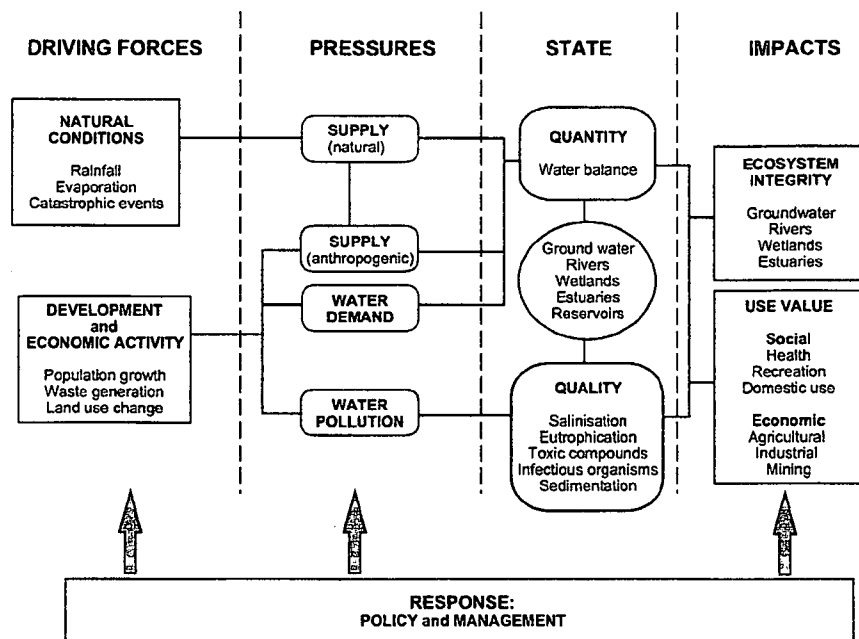 DRIVING FORCES
PRESSURES
STATE
IMPACTS
NATURAL
CONDITIONS
Rainfall
Evaporation
Catastrophic events
DEVELOPMENT
and
ECONOMIC ACTIVITY
Population growth
Waste generation
Land use change
SUPPLY
(natural)
SUPPLY
(anthropogenic)
WATER
DEMAND
WATER
POLLUTION
QUANTITY
Water balance
Ground water
Rivers
Wetlands
Estuaries
Reservoirs
QUALITY
Salinisation
Eutrophication
Toxic compounds
Infectious organisms
Sedimentation
ECOSYSTEM
INTEGRITY
Groundwater
Rivers
Wetlands
Estuaries
USE VALUE
Social
Health
Recreation
Domestic use
Economic
Agricultural
Industrial
Mining
RESPONSE:
POLICY and MANAGEMENT